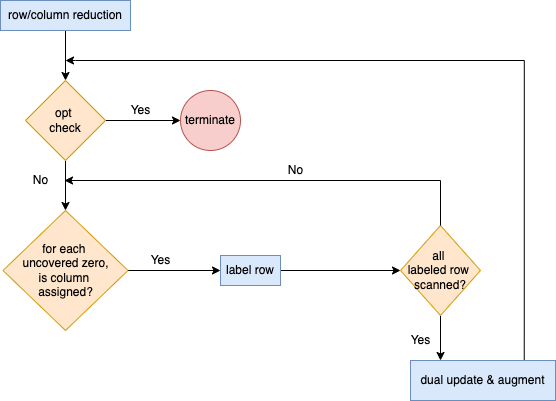 row/column reduction
opt
check
Yes
terminate
No
No
for each
uncovered zero,
is column
assigned?
Yes
label row
all
labeled row
scanned?
Yes
dual update & augment